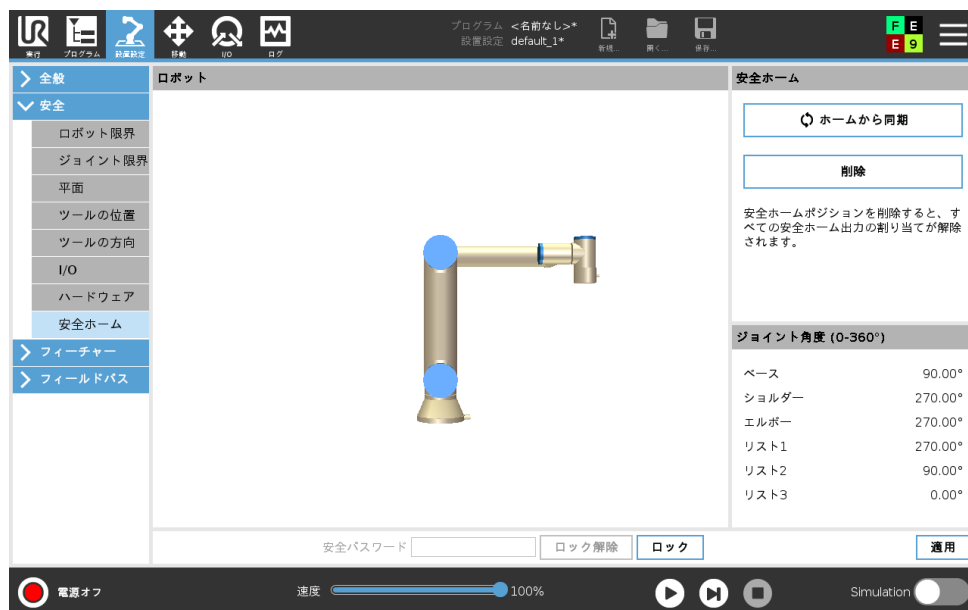 UR
実行
プログラム
設置設定
移動
I/O
ログ
プログラム <名前なし>*
設置設定 default_1*
新規...
開く...
保存...
F E
E 9
全般
安全
ロボット限界
ジョイント限界
平面
ツールの位置
ツールの方向
I/O
ハードウェア
安全ホーム
フィーチャー
フィールドバス
ロボット
安全ホーム
ホームから同期
削除
安全ホームポジションを削除すると、す
べての安全ホーム出力の割り当てが解除
されます。
ジョイント角度 (0-360°)
ベース 90.00°
ショルダー 270.00°
エルボー 270.00°
リスト1 270.00°
リスト2 90.00°
リスト3 0.00°
安全パスワード
ロック解除
ロック
適用
電源オフ
速度
100%
Simulation